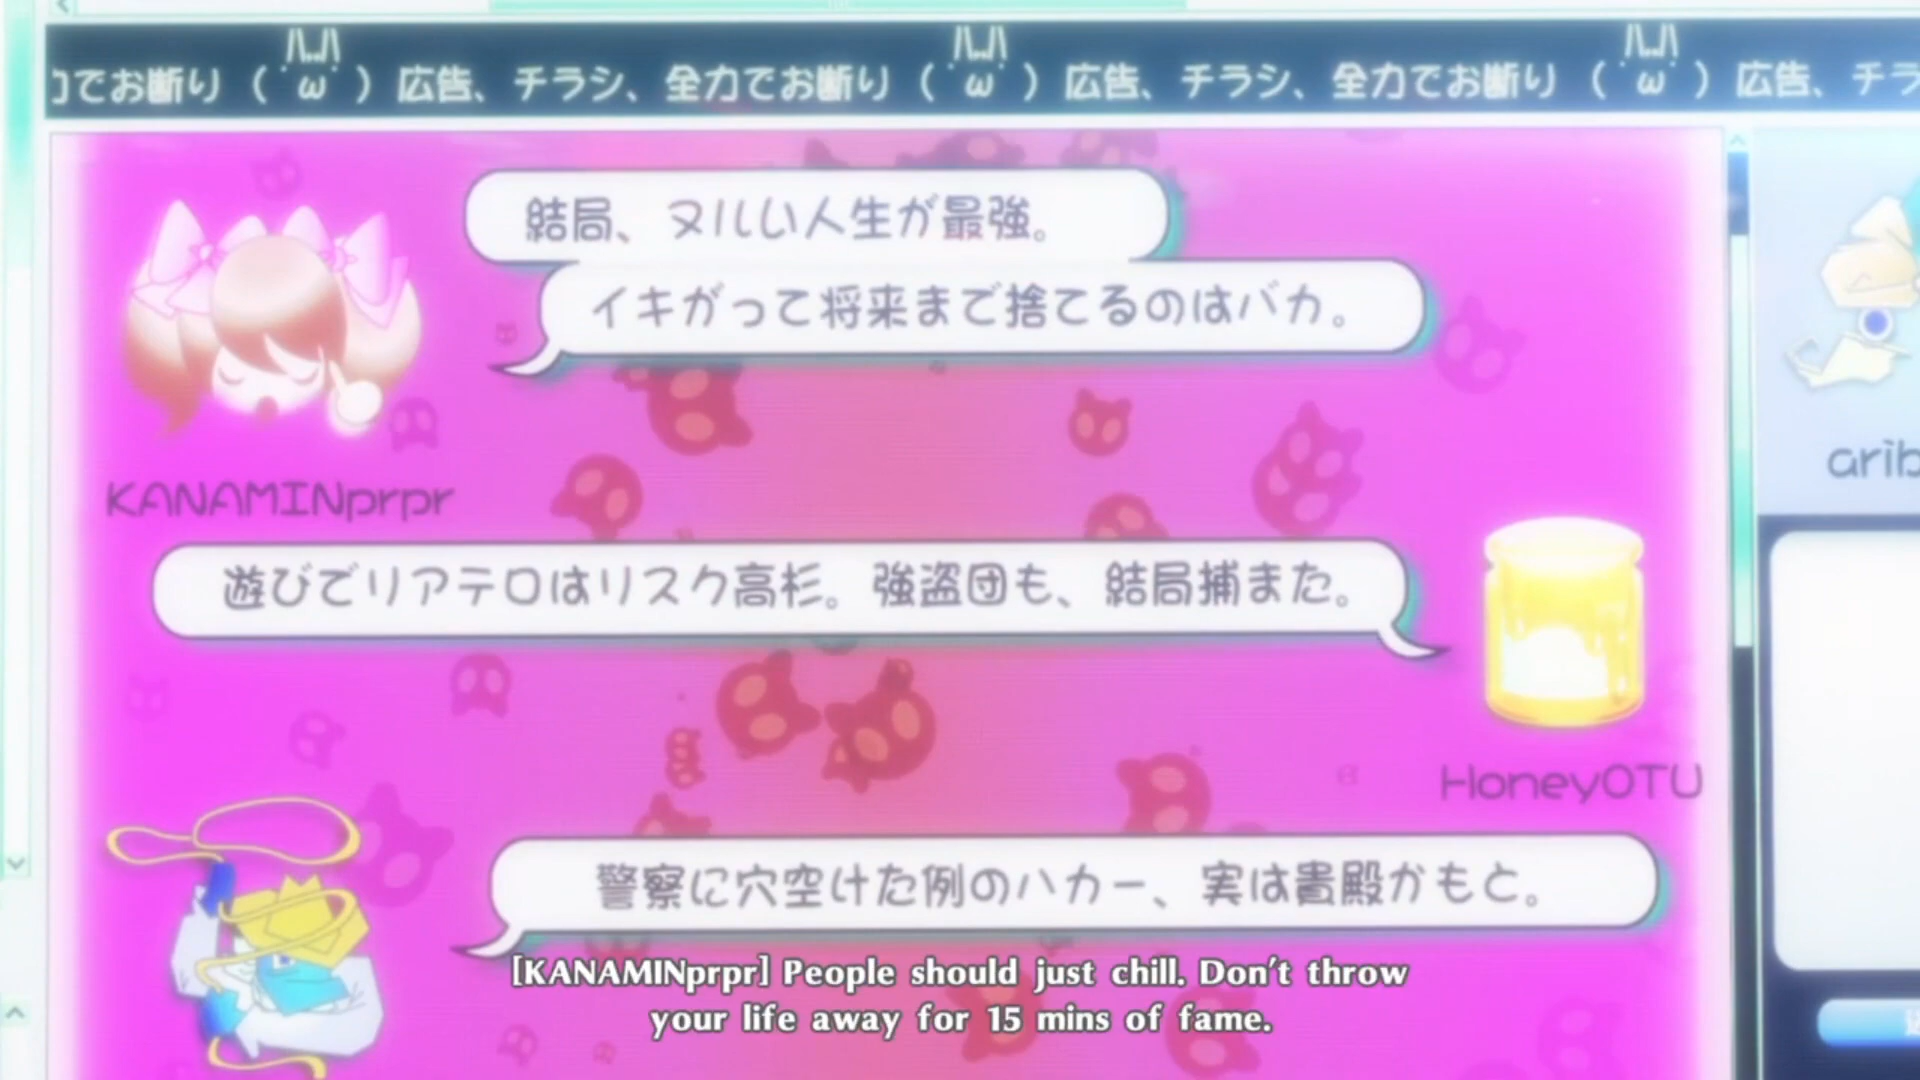 力でお断り（ ˙ω˙ ）広告、チラシ、全力でお断り（ ˙ω˙ ）広告、チラシ、全力でお断り（ ˙ω˙ ）広告、チラ
結局、ヌルい人生が最強。
イキがって将来まで捨てるのはバカ。
KANAMINprpr
arib
遊びでリアテロはリスク高杉。強盗団も、結局捕また。
HoneyOTU
警察に穴空けた例のハカー、実は貴殿かもと。
[KANAMINprpr] People should just chill. Don't throw
your life away for 15 mins of fame.